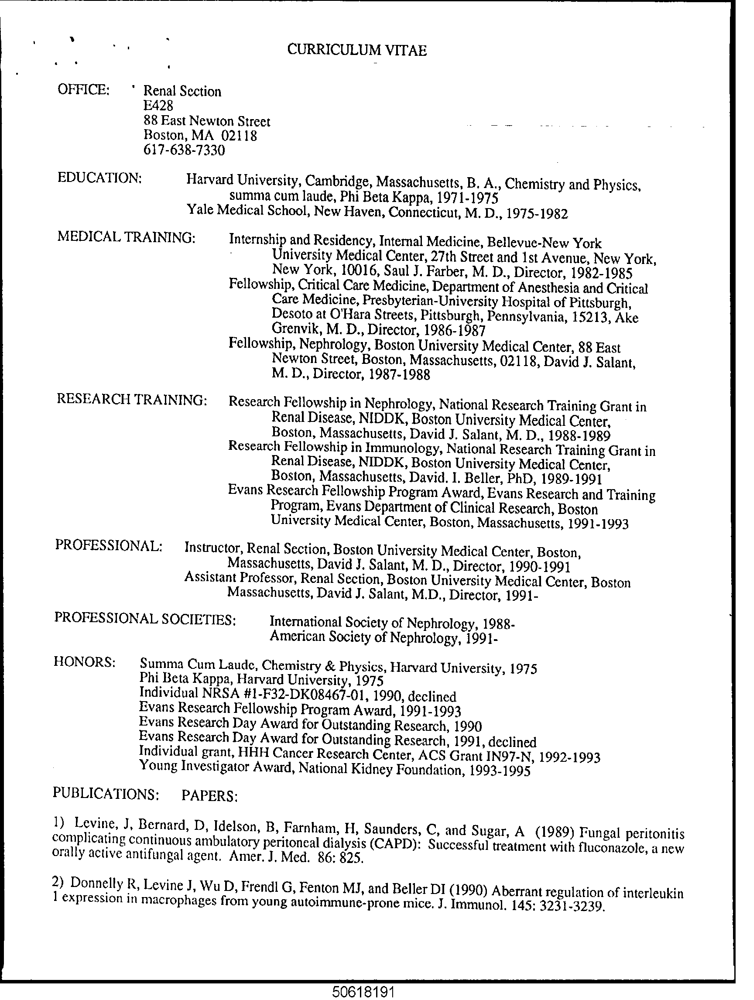 CURRICULUM VITAE
OFFICE: Renal Section
E428
88 East Newton Street
Boston, MA 02118
617-638-7330
EDUCATION: Harvard University, Cambridge, Massachusetts, B. A., Chemistry and Physics,
summa cum laude, Phi Beta Kappa, 1971-1975
Yale Medical School, New Haven, Connecticut, M. D., 1975-1982
MEDICAL TRAINING: Internship and Residency, Internal Medicine, Bellevue-New York
University Medical Center, 27th Street and 1st Avenue, New York,
New York, 10016, Saul J. Farber, M. D., Director, 1982-1985
Fellowship, Critical Care Medicine, Department of Anesthesia and Critical
Care Medicine, Presbyterian-University Hospital of Pittsburgh,
Desoto at O'Hara Streets, Pittsburgh, Pennsylvania, 15213, Ake
Grenvik, M. D., Director, 1986-1987
Fellowship, Nephrology, Boston University Medical Center, 88 East
Newton Street, Boston, Massachusetts, 02118, David J. Salant,
M. D., Director, 1987-1988
RESEARCH TRAINING: Research Fellowship in Nephrology, National Research Training Grant in
Renal Disease, NIDDK, Boston University Medical Center,
Boston, Massachusetts, David J. Salant, M. D., 1988-1989
Research Fellowship in Immunology, National Research Training Grant in
Renal Disease, NIDDK, Boston University Medical Center,
Boston, Massachusetts, David. I. Beller, PhD, 1989-1991
Evans Research Fellowship Program Award, Evans Research and Training
Program, Evans Department of Clinical Research, Boston
University Medical Center, Boston, Massachusetts, 1991-1993
PROFESSIONAL: Instructor, Renal Section, Boston University Medical Center, Boston,
Massachusetts, David J. Salant, M. D., Director, 1990-1991
Assistant Professor, Renal Section, Boston University Medical Center, Boston
Massachusetts, David J. Salant, M.D., Director, 1991-
PROFESSIONAL SOCIETIES: International Society of Nephrology, 1988-
American Society of Nephrology, 1991-
HONORS: Summa Cum Laude, Chemistry & Physics, Harvard University, 1975
Phi Beta Kappa, Harvard University, 1975
Individual NRSA #1-F32-DK08467-01, 1990, declined
Evans Research Fellowship Program Award, 1991-1993
Evans Research Day Award for Outstanding Research, 1990
Evans Research Day Award for Outstanding Research, 1991, declined
Individual grant, HHH Cancer Research Center, ACS Grant IN97-N, 1992-1993
Young Investigator Award, National Kidney Foundation, 1993-1995
PUBLICATIONS: PAPERS:
1) Levine, J, Bernard, D, Idelson, B, Farnham, H, Saunders, C, and Sugar, A (1989) Fungal peritonitis
complicating continuous ambulatory peritoneal dialysis (CAPD): Successful treatment with fluconazole, a new
orally active antifungal agent. Amer. J. Med. 86: 825.
2) Donnelly R, Levine J, Wu D, Frendl G, Fenton MJ, and Beller DI (1990) Aberrant regulation of interleukin
1 expression in macrophages from young autoimmune-prone mice. J. Immunol. 145: 3231-3239.
50618191